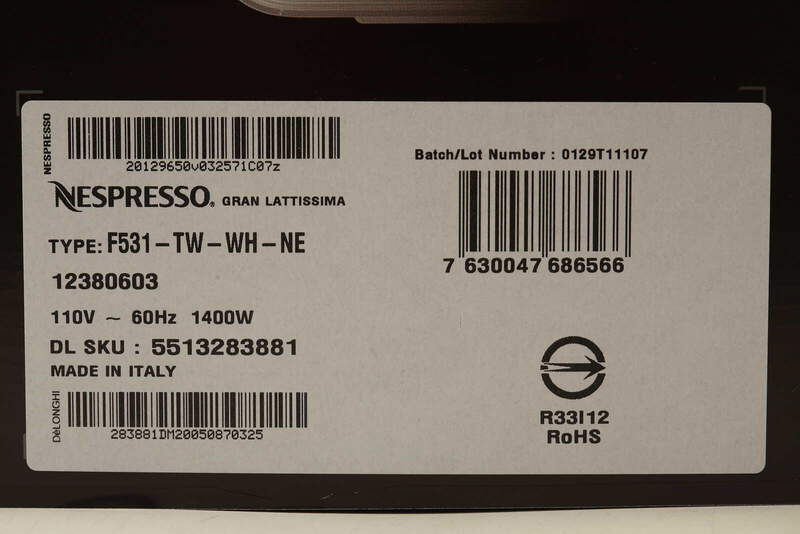 NESPRESSO
20129650v032571C07z
NESPRESSO. GRAN LATTISSIMA
TYPE: F531-TW-WH-NE
12380603
110V ~ 60Hz 1400W
DL SKU : 5513283881
MADE IN ITALY
DēLONGHI
283881DM20050870325
Batch/Lot Number : 0129T11107
7 630047 686566
R33I12
RoHS